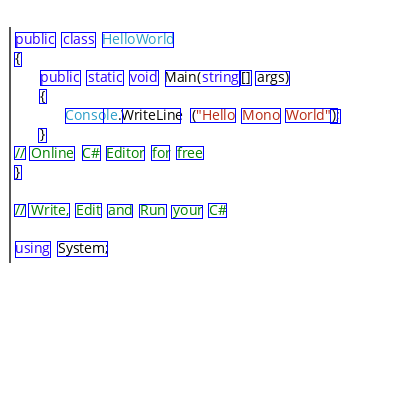 public class HelloWorld
{
public static void Main(string[] args)
{
Console.WriteLine ("Hello Mono World")
}
// Online C# Editor for free
}
// Write, Edit and Run your C#
using System;